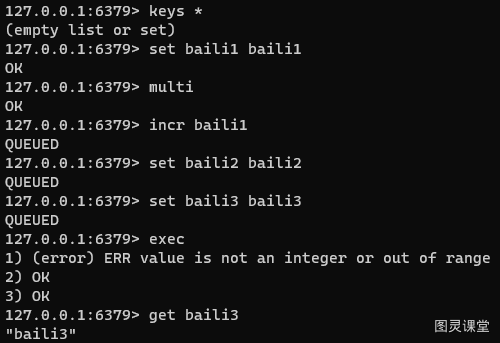 127.0.0.1:6379> keys *
(empty list or set)
127.0.0.1:6379> set baili1 baili1
OK
127.0.0.1:6379> multi
OK
127.0.0.1:6379> incr baili1
QUEUED
127.0.0.1:6379> set baili2 baili2
QUEUED
127.0.0.1:6379> set baili3 baili3
QUEUED
127.0.0.1:6379> exec
1) (error) ERR value is not an integer or out of range
2) OK
3) OK
127.0.0.1:6379> get baili3
"baili3"
图灵课堂